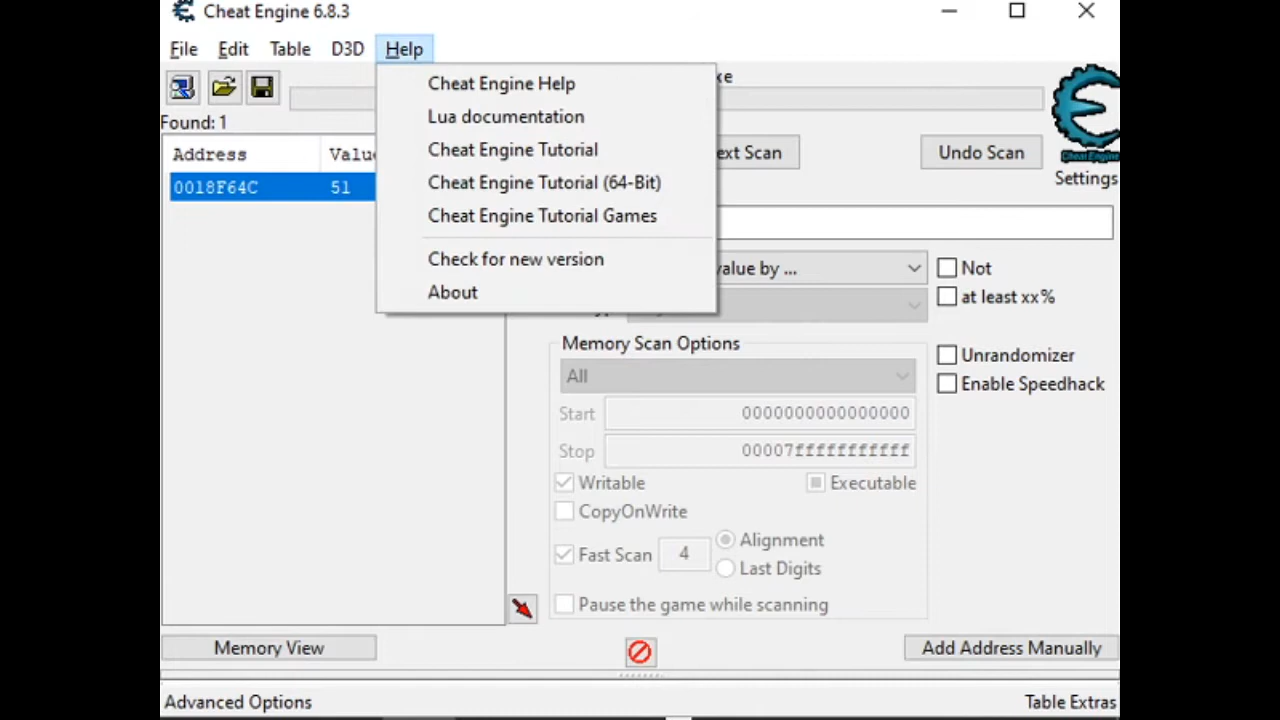 Cheat Engine 6.8.3
File Edit Table D3D Help
Cheat Engine Help
Lua documentation
Cheat Engine Tutorial
Cheat Engine Tutorial (64-Bit)
Cheat Engine Tutorial Games
Check for new version
About
Found: 1
Address
0018F64C 51
Undo Scan
Scan
Cheat Engine
Settings
value by ...
Not
at least xx%
Memory Scan Options
All
Unrandomizer
Enable Speedhack
Start 0000000000000000
Stop 00007fffffffffff
Writable Executable
CopyOnWrite
Fast Scan 4 Alignment
Last Digits
Pause the game while scanning
Memory View Add Address Manually
Advanced Options Table Extras